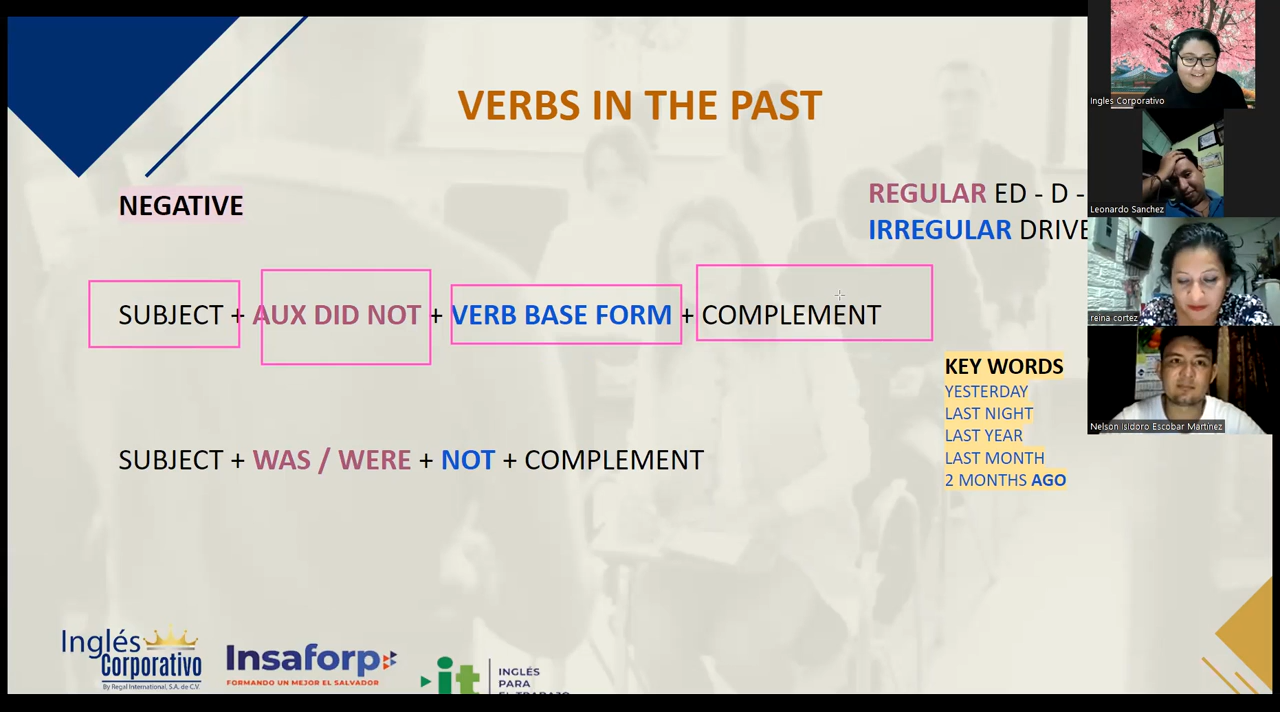 VERBS IN THE PAST
NEGATIVE
REGULAR ED - D -
IRREGULAR DRIVE
SUBJECT + AUX DID NOT + VERB BASE FORM + COMPLEMENT
KEY WORDS
YESTERDAY
LAST NIGHT
LAST YEAR
LAST MONTH
2 MONTHS AGO
SUBJECT + WAS / WERE + NOT + COMPLEMENT
Inglés
Corporativo
By Regal International, S.A. de C.V.
Insaforp
FORMANDO UN MEJOR EL SALVADOR
it
INGLÉS
PARA
EL TRABAJO
Ingles Corporativo
Leonardo Sanchez
reina cortez
Nelson Isidoro Escobar Martinez